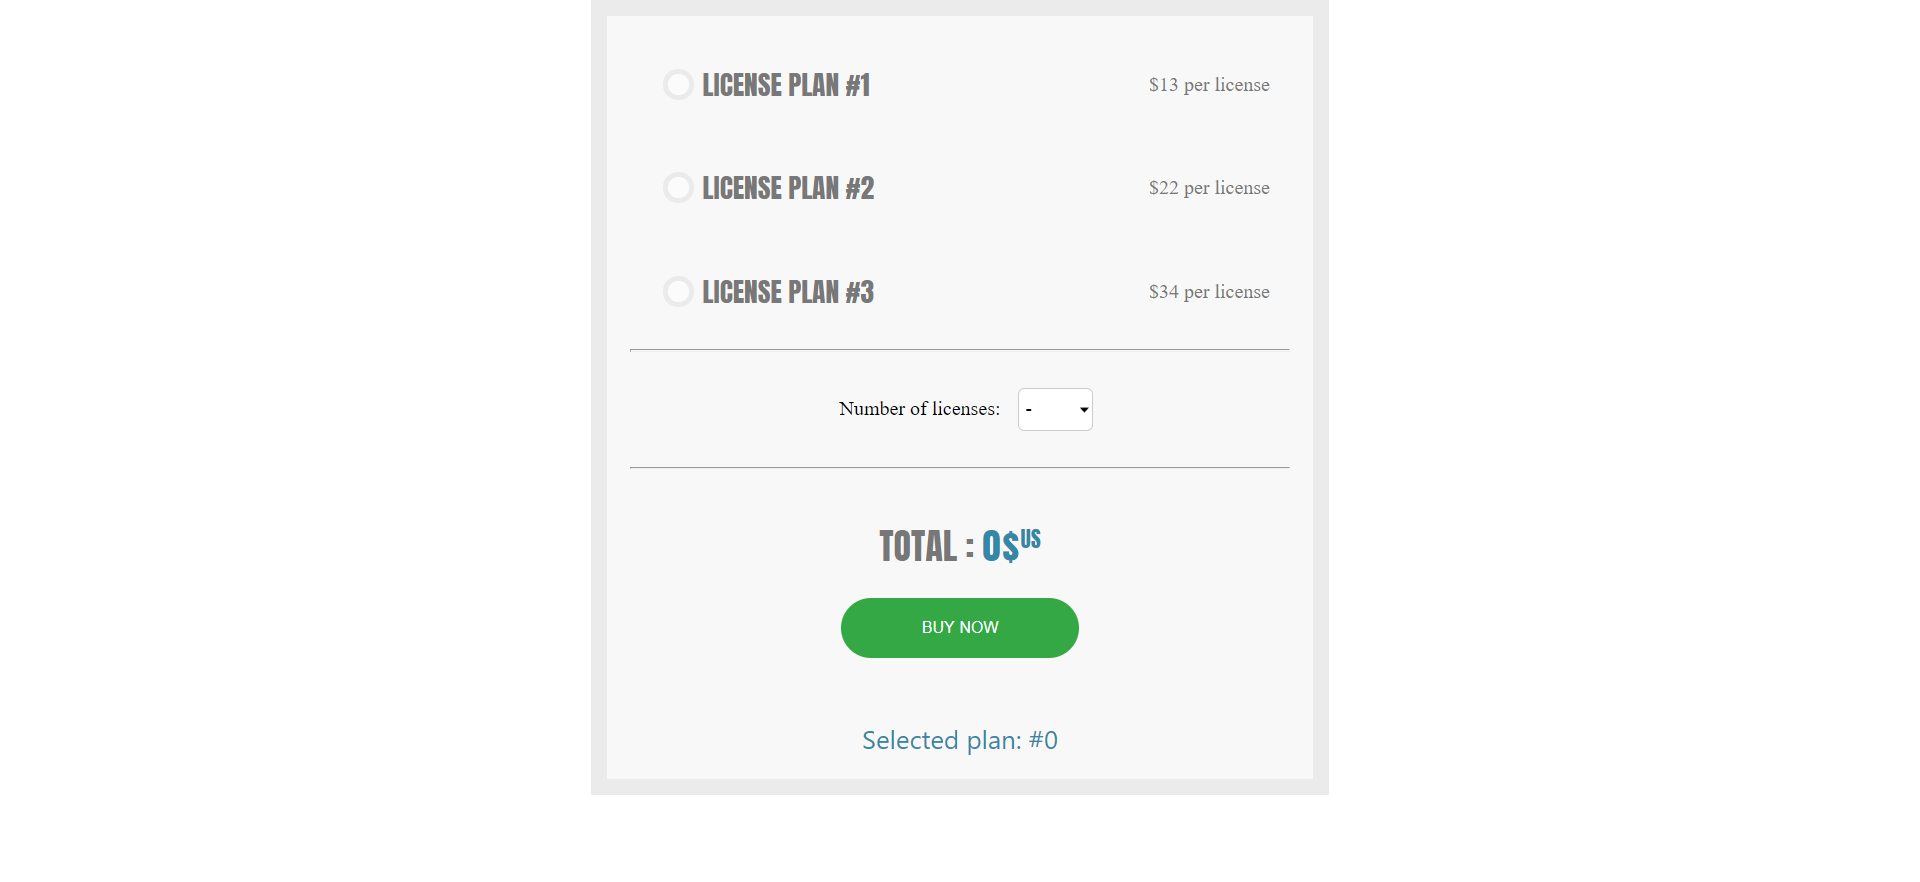 LICENSE PLAN #1 $13 per license
LICENSE PLAN #2 $22 per license
LICENSE PLAN #3 $34 per license
Number of licenses: -
TOTAL : 0$US
BUY NOW
Selected plan: #0